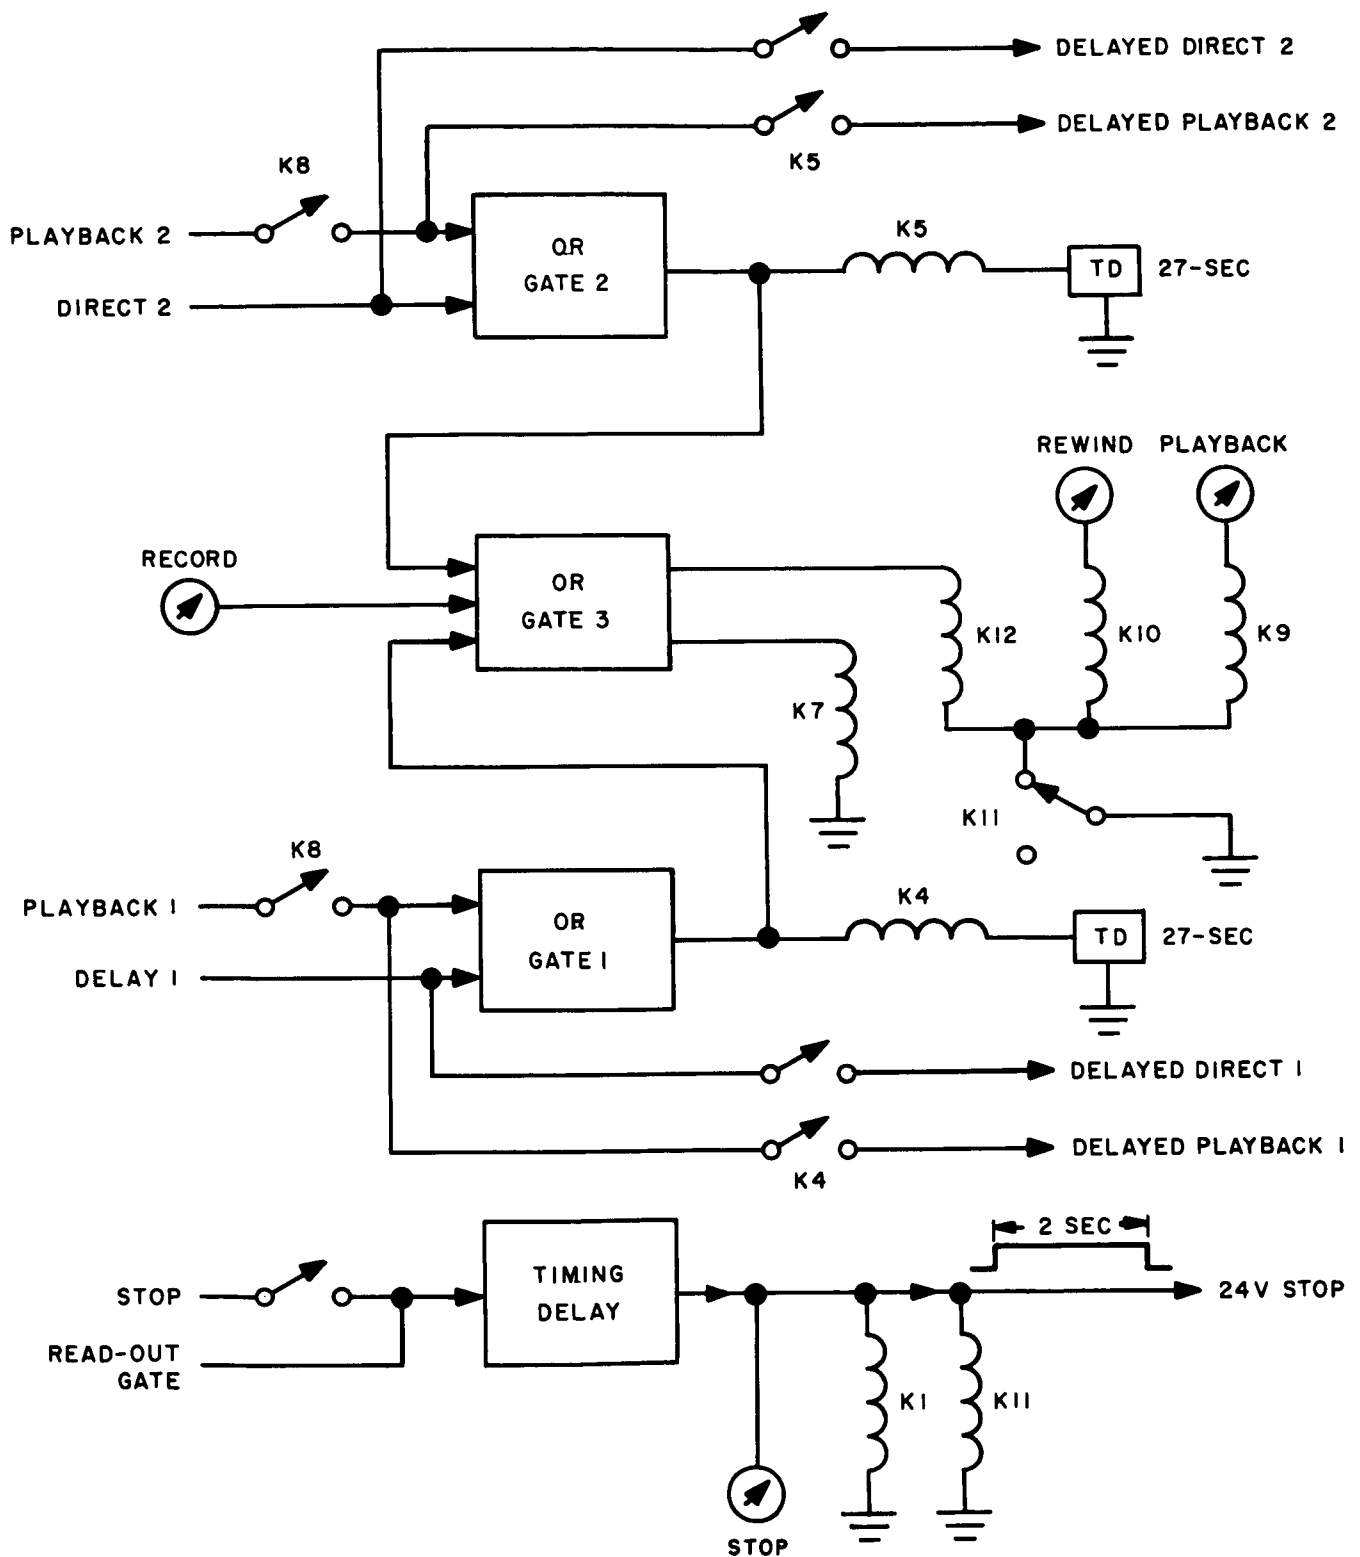 DELAYED DIRECT 2
DELAYED PLAYBACK 2
K8
K5
PLAYBACK 2
OR
GATE 2
K5
TD
27-SEC
DIRECT 2
REWIND
PLAYBACK
RECORD
OR
GATE 3
K12
K10
K9
K7
K11
K8
PLAYBACK 1
OR
GATE 1
K4
TD
27-SEC
DELAY 1
DELAYED DIRECT 1
DELAYED PLAYBACK 1
K4
2 SEC
STOP
TIMING
DELAY
24V STOP
READ-OUT
GATE
K1
K11
STOP